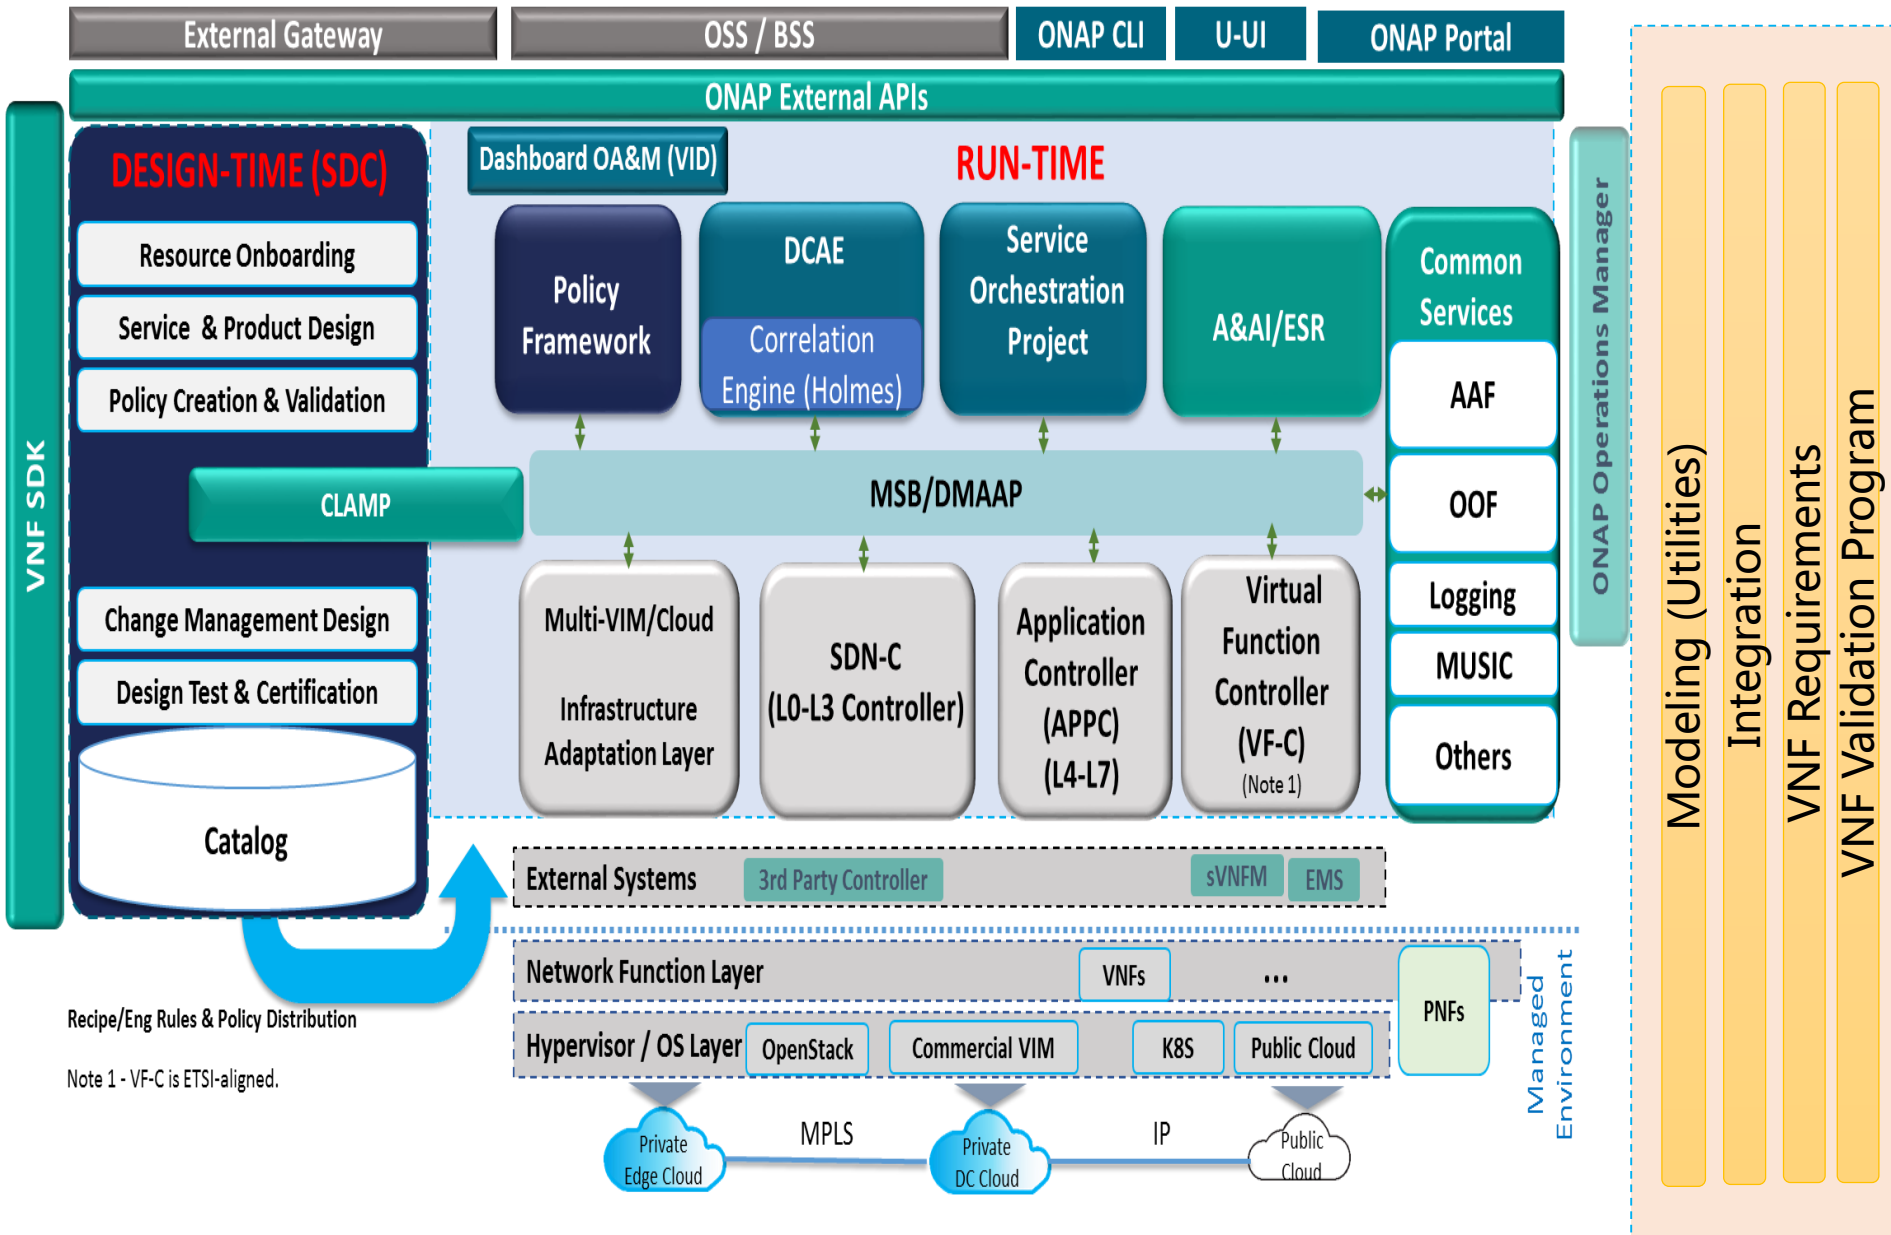 External Gateway
OSS / BSS
ONAP CLI
U-UI
ONAP Portal
ONAP External APIs
VNF SDK
DESIGN-TIME (SDC)
Resource Onboarding
Service & Product Design
Policy Creation & Validation
CLAMP
Change Management Design
Design Test & Certification
Catalog
Recipe/Eng Rules & Policy Distribution
Note 1 - VF-C is ETSI-aligned.
Dashboard OA&M (VID)
RUN-TIME
Policy
Framework
DCAE
Correlation
Engine (Holmes)
Service
Orchestration
Project
A&AI/ESR
Common
Services
AAF
OOF
Logging
MUSIC
Others
MSB/DMAAP
Multi-VIM/Cloud
Infrastructure
Adaptation Layer
SDN-C
(L0-L3 Controller)
Application
Controller
(APPC)
(L4-L7)
Virtual
Function
Controller
(VF-C)
(Note 1)
External Systems
3rd Party Controller
sVNFM
EMS
Network Function Layer
VNFs
...
PNFs
Hypervisor / OS Layer
OpenStack
Commercial VIM
K8S
Public Cloud
Managed
Environment
Private
Edge Cloud
MPLS
Private
DC Cloud
IP
Public
Cloud
ONAP Operations Manager
Modeling (Utilities)
Integration
VNF Requirements
VNF Validation Program